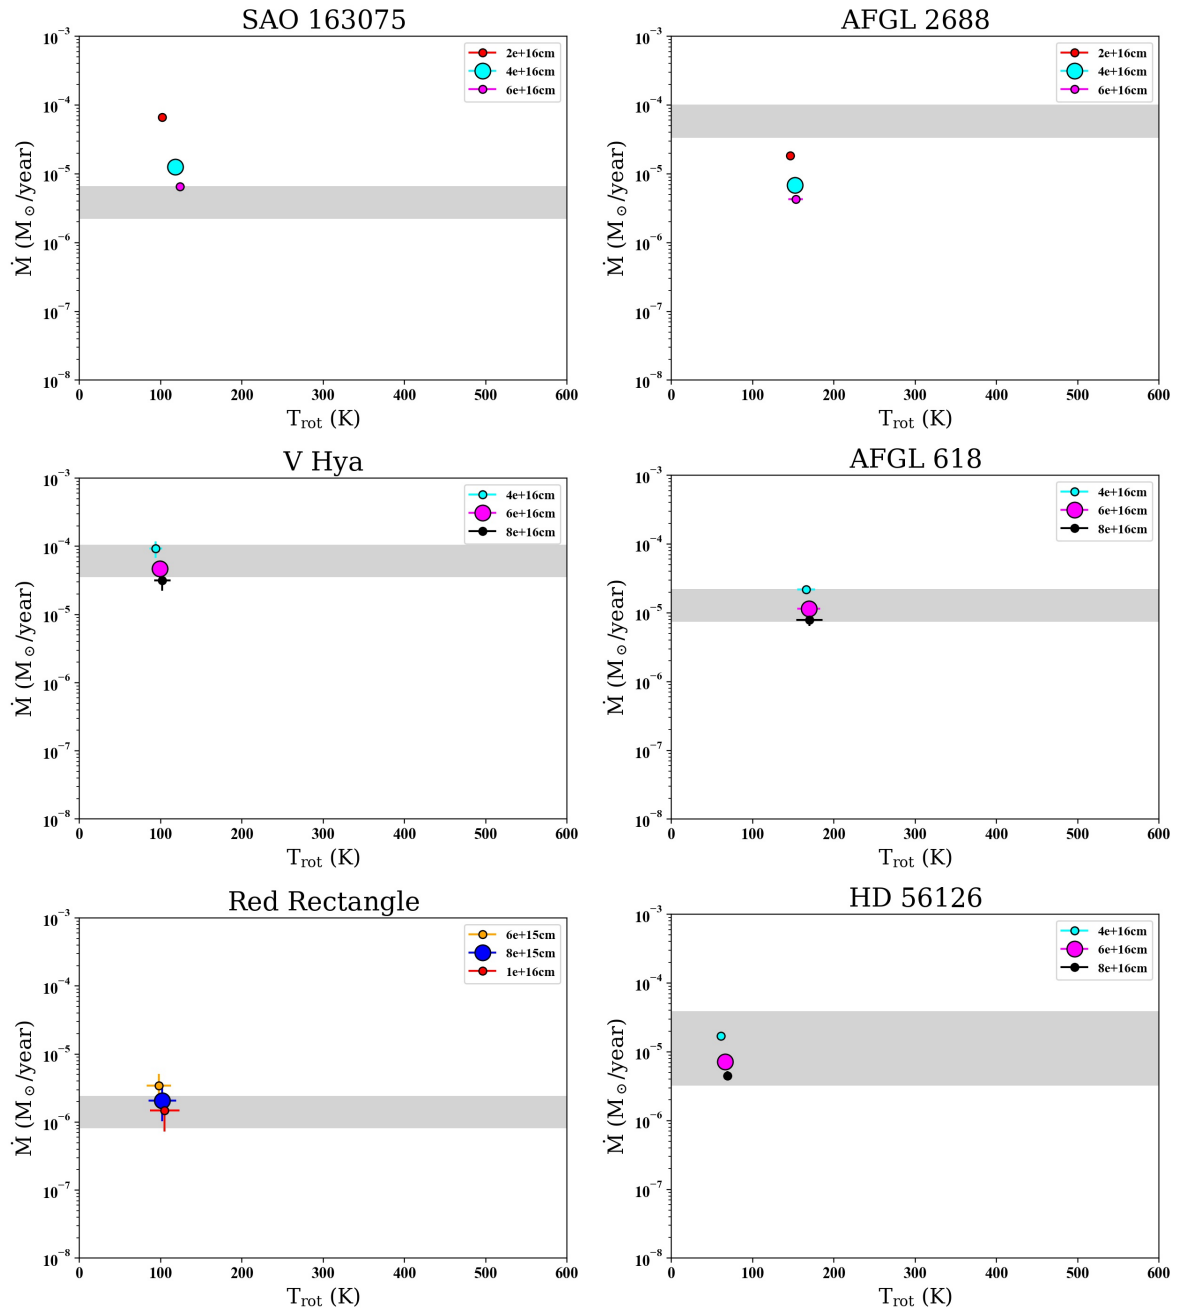 SAO 163075
10⁻³
10⁻⁴
10⁻⁵
10⁻⁶
10⁻⁷
10⁻⁸
Ṁ (M⊙/year)
2e+16cm
4e+16cm
6e+16cm
0 100 200 300 400 500 600
Trot (K)
AFGL 2688
10⁻³
10⁻⁴
10⁻⁵
10⁻⁶
10⁻⁷
10⁻⁸
Ṁ (M⊙/year)
2e+16cm
4e+16cm
6e+16cm
0 100 200 300 400 500 600
Trot (K)
V Hya
10⁻³
10⁻⁴
10⁻⁵
10⁻⁶
10⁻⁷
10⁻⁸
Ṁ (M⊙/year)
4e+16cm
6e+16cm
8e+16cm
0 100 200 300 400 500 600
Trot (K)
AFGL 618
10⁻³
10⁻⁴
10⁻⁵
10⁻⁶
10⁻⁷
10⁻⁸
Ṁ (M⊙/year)
4e+16cm
6e+16cm
8e+16cm
0 100 200 300 400 500 600
Trot (K)
Red Rectangle
10⁻³
10⁻⁴
10⁻⁵
10⁻⁶
10⁻⁷
10⁻⁸
Ṁ (M⊙/year)
6e+15cm
8e+15cm
1e+16cm
0 100 200 300 400 500 600
Trot (K)
HD 56126
10⁻³
10⁻⁴
10⁻⁵
10⁻⁶
10⁻⁷
10⁻⁸
Ṁ (M⊙/year)
4e+16cm
6e+16cm
8e+16cm
0 100 200 300 400 500 600
Trot (K)